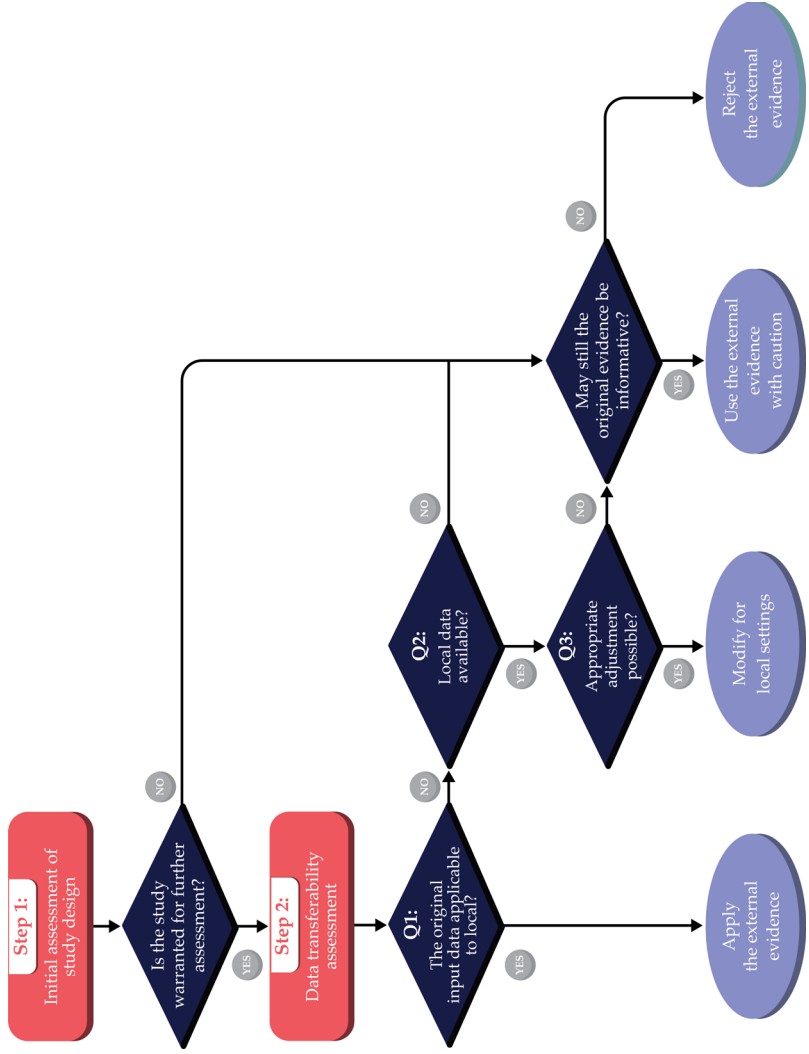 Step 1:
Initial assessment of
study design
Is the study
warranted for further
assessment?
NO
YES
Step 2:
Data transferability
assessment
Q1:
The original
input data applicable
to local?
NO
YES
Q2:
Local data
available?
NO
YES
Q3:
Appropriate
adjustment
possible?
NO
YES
May still the
original evidence be
informative?
NO
YES
Apply
the external
evidence
Modify for
local settings
Use the external
evidence
with caution
Reject
the external
evidence